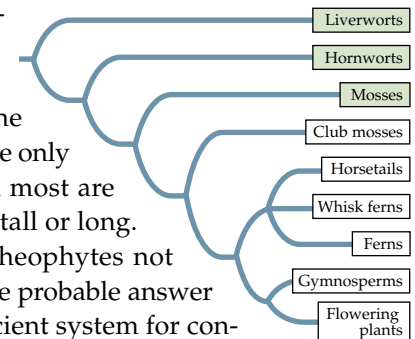 -
Liverworts
Hornworts
Mosses
ne
Club mosses
e only
Horsetails
most are
Whisk ferns
tall or long.
Ferns
heophytes not
Gymnosperms
e probable answer
Flowering
plants
cient system for con-